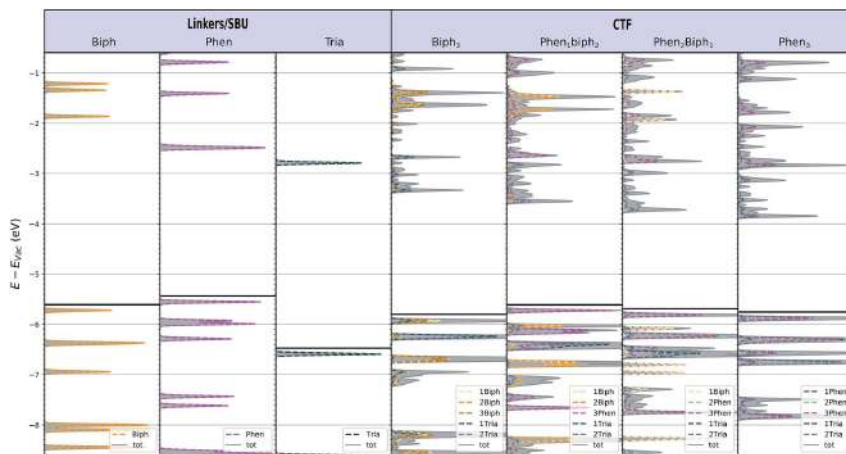 Linkers/SBU
CTF
Biph
Phen
Tria
Biph₃
Phen₁biph₂
Phen₂Biph₁
Phen₃
E − E_Vac (eV)
−1
−2
−3
−4
−5
−6
−7
−8
Biph
tot
Phen
tot
Tria
tot
1Biph
2Biph
3Biph
1Tria
2Tria
tot
1Biph
2Biph
3Phen
1Tria
2Tria
tot
1Biph
2Phen
3Phen
1Tria
2Tria
tot
1Phen
2Phen
3Phen
1Tria
2Tria
tot